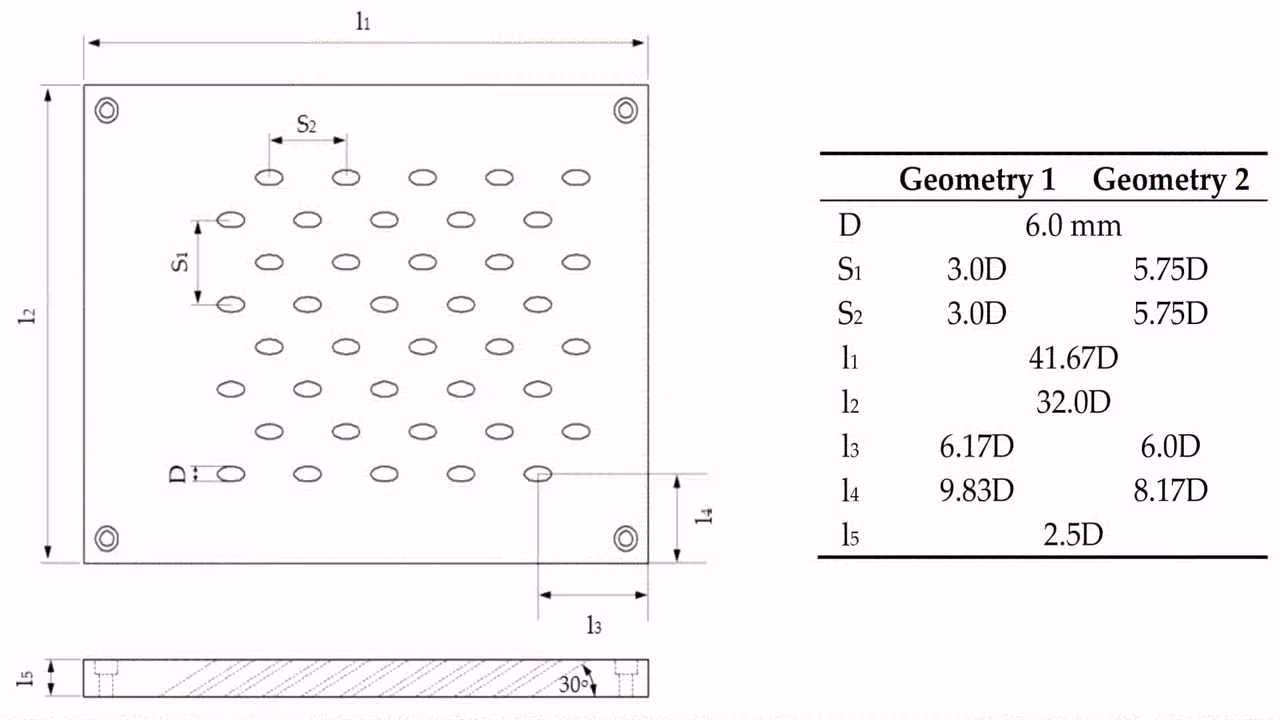 l1
S2
S1
l2
D
l4
l3
l5
30°
Geometry 1 Geometry 2
D 6.0 mm
S1 3.0D 5.75D
S2 3.0D 5.75D
l1 41.67D
l2 32.0D
l3 6.17D 6.0D
l4 9.83D 8.17D
l5 2.5D